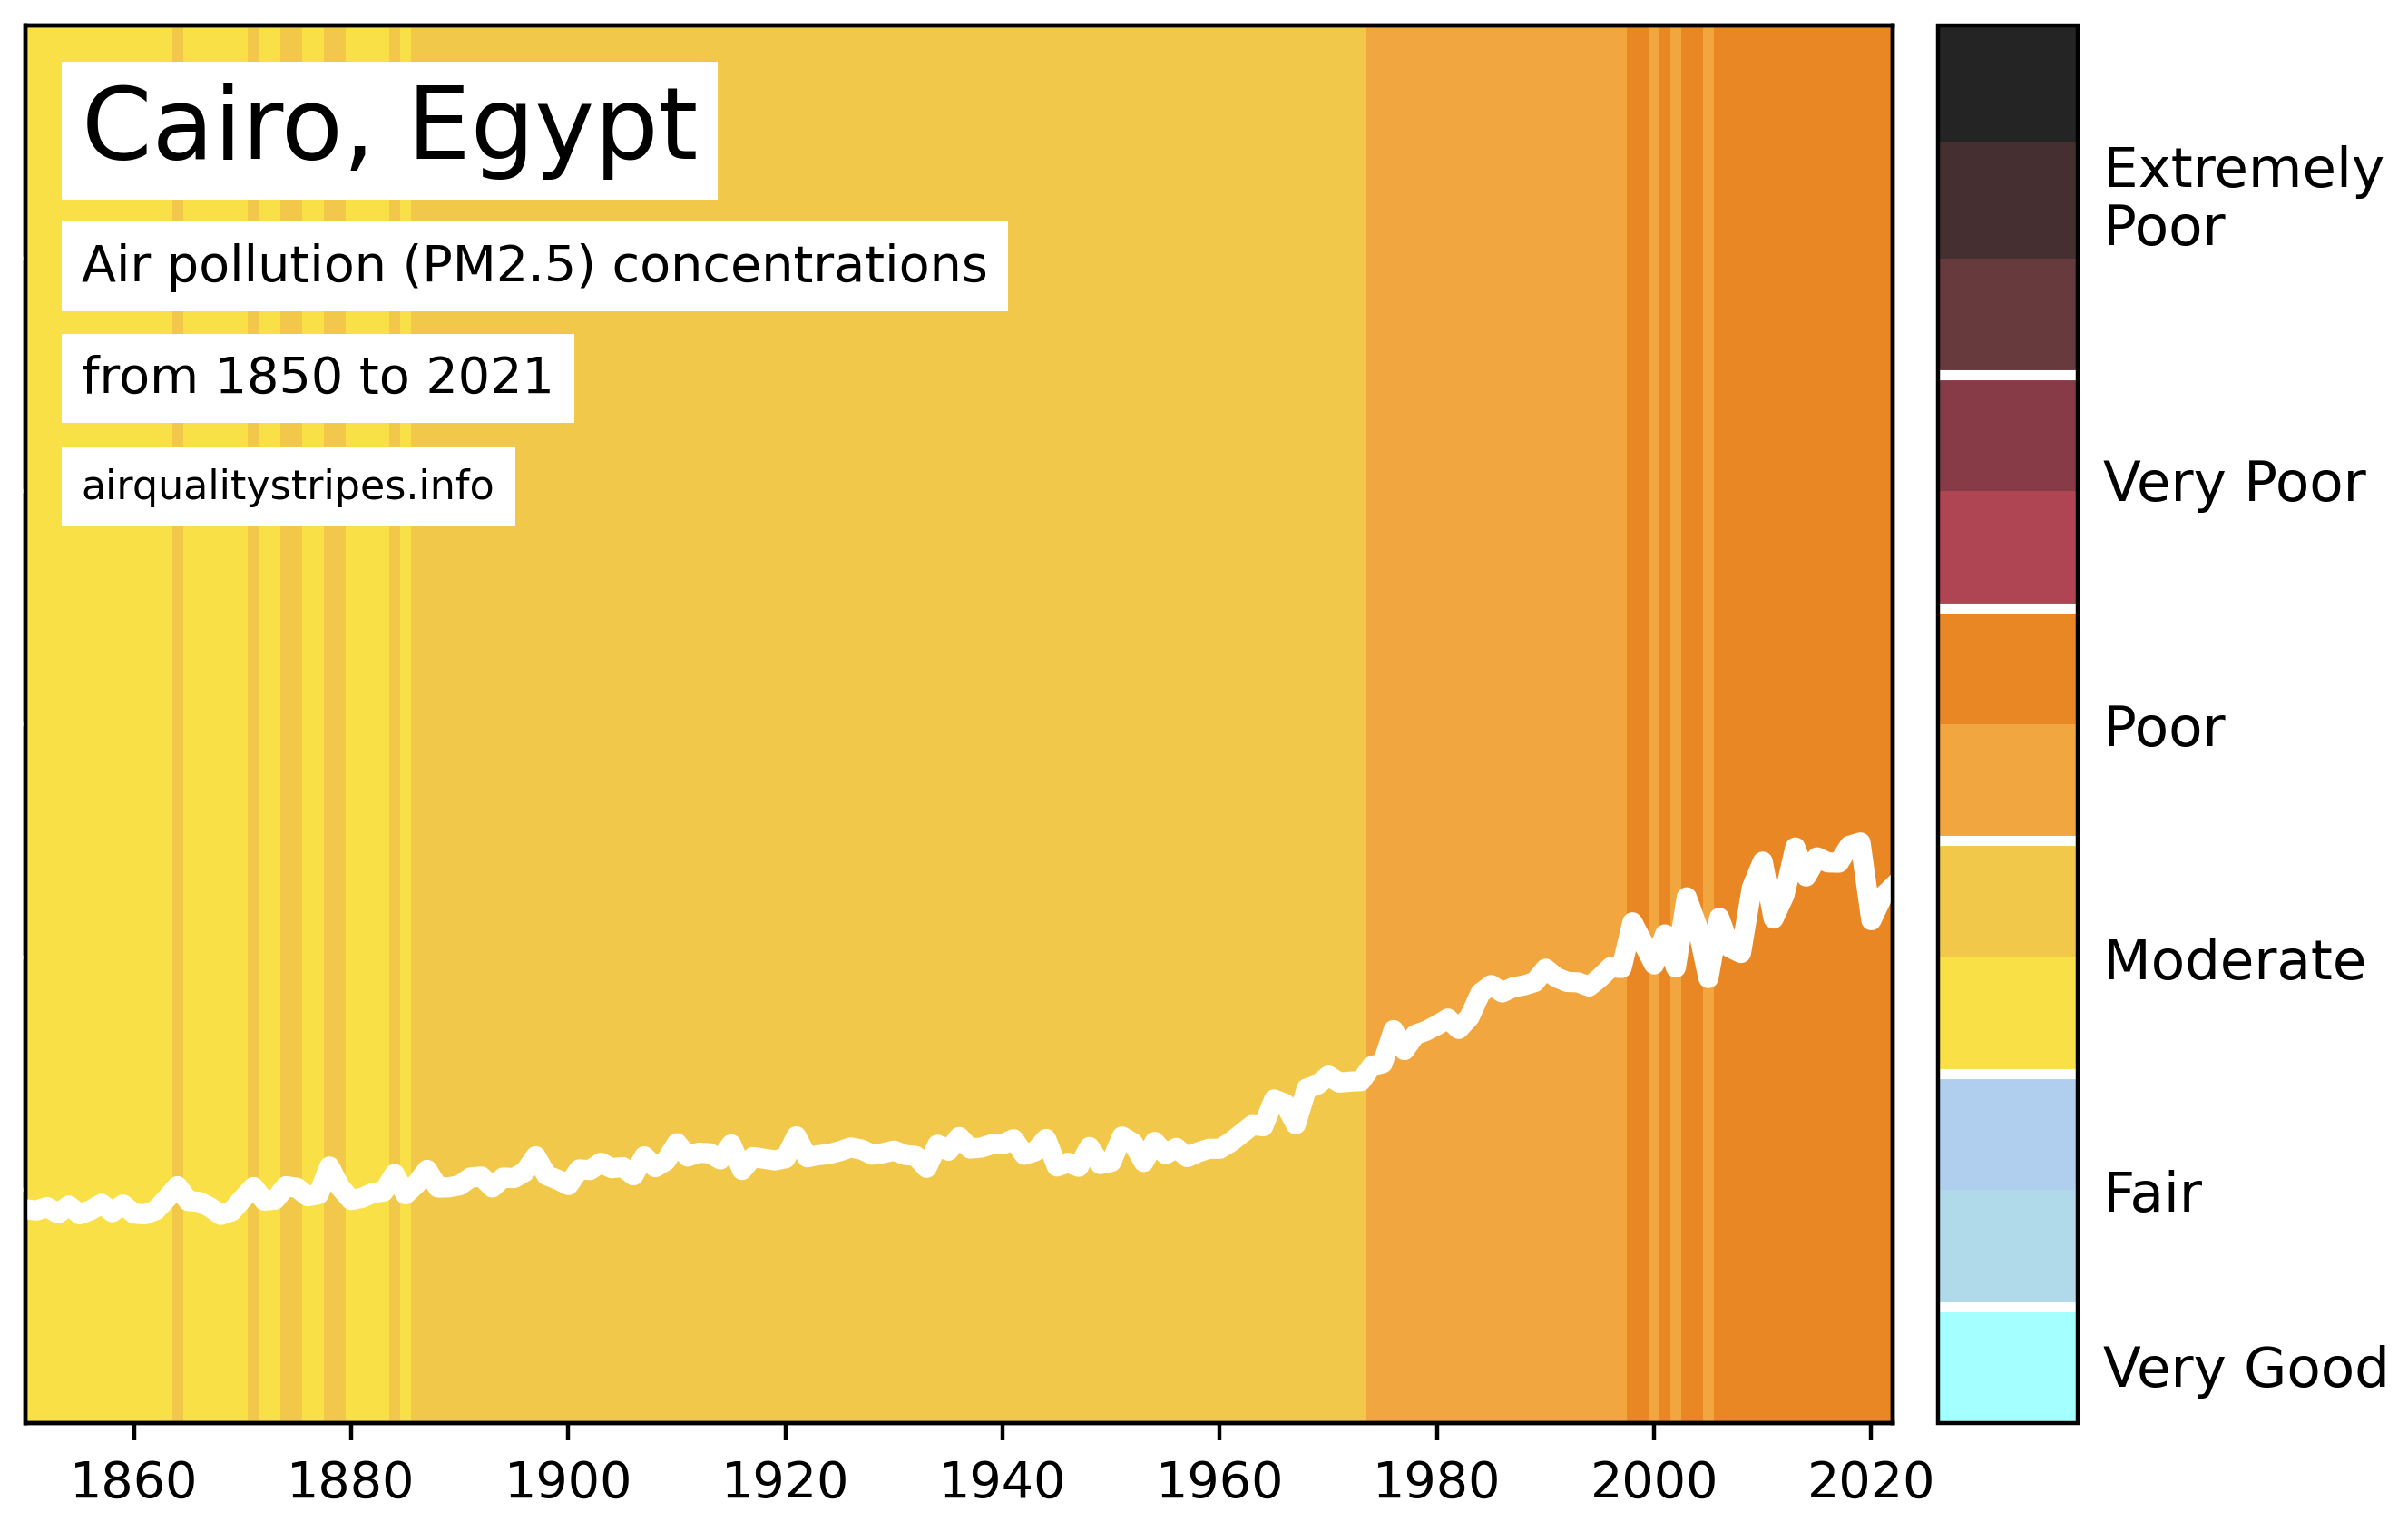 Cairo, Egypt
Air pollution (PM2.5) concentrations
from 1850 to 2021
airqualitystripes.info
Extremely
Poor
Very Poor
Poor
Moderate
Fair
Very Good
1860 1880 1900 1920 1940 1960 1980 2000 2020